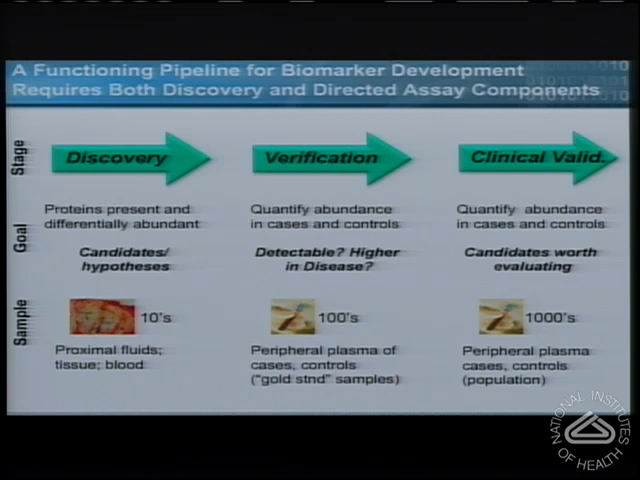 A Functioning Pipeline for Biomarker Development
Requires Both Discovery and Directed Assay Components
Stage
Discovery
Verification
Clinical Valid.
Goal
Proteins present and
differentially abundant
Candidates/
hypotheses
Quantify abundance
in cases and controls
Detectable? Higher
in Disease?
Quantify abundance
in cases and controls
Candidates worth
evaluating
Sample
10's
Proximal fluids;
tissue; blood
100's
Peripheral plasma of
cases, controls
("gold stnd" samples)
1000's
Peripheral plasma
cases, controls
(population)
NATIONAL INSTITUTES
OF HEALTH